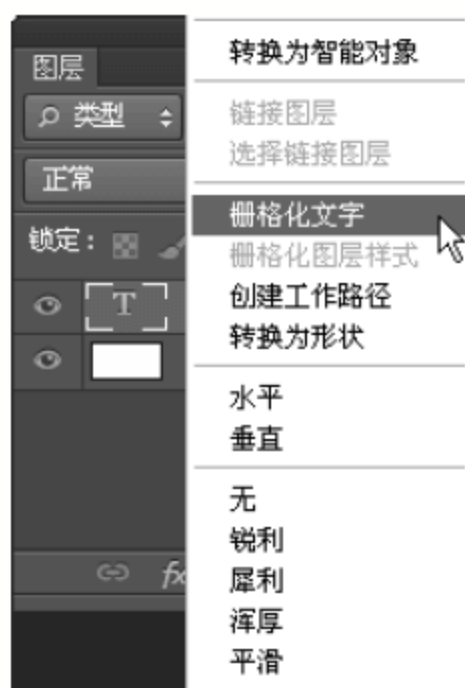 图层
类型
正常
锁定：
T
fx
转换为智能对象
链接图层
选择链接图层
栅格化文字
栅格化图层样式
创建工作路径
转换为形状
水平
垂直
无
锐利
犀利
浑厚
平滑